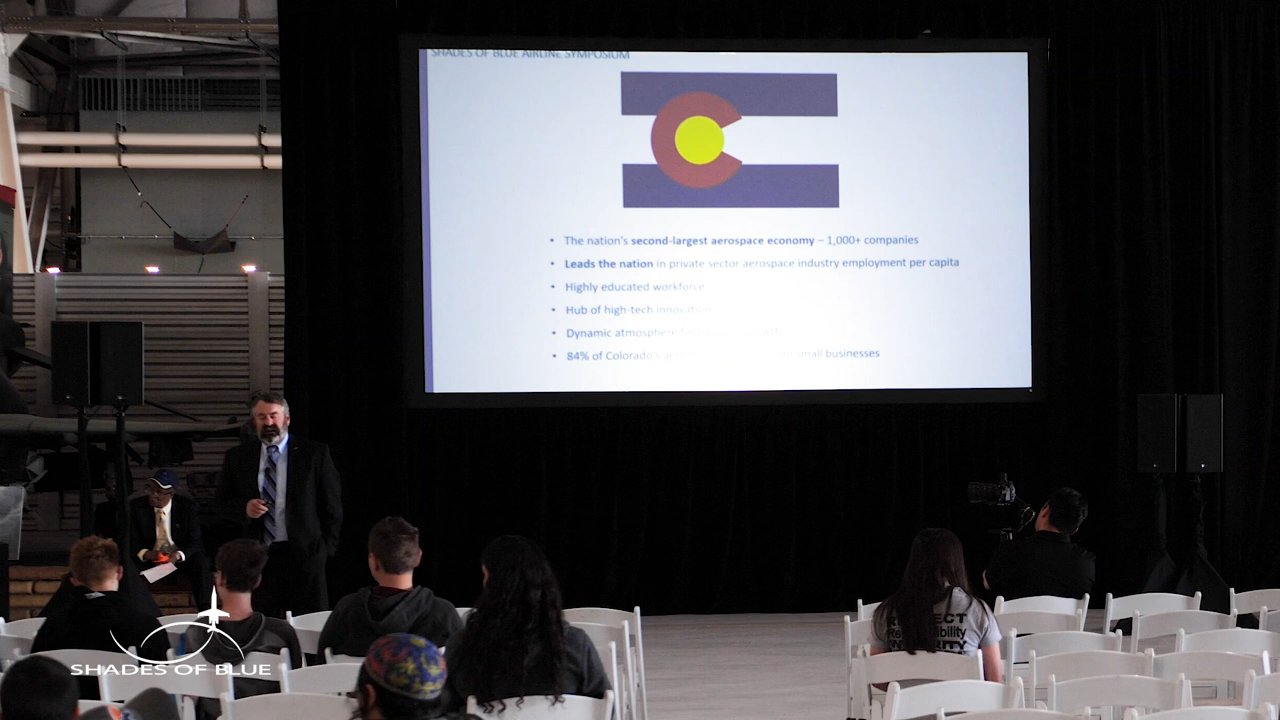 SHADES OF BLUE AIRLINE SYMPOSIUM
• The nation's second-largest aerospace economy – 1,000+ companies
• Leads the nation in private sector aerospace industry employment per capita
• Highly educated workforce
• Hub of high-tech innovation
• Dynamic atmosphere
• 84% of Colorado's small businesses
Responsibility
SHADES OF BLUE